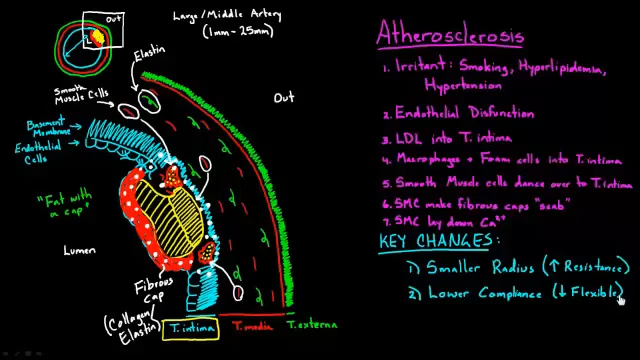 out
Large/Middle Artery
(1mm-25mm)
Elastin
Smooth
Muscle Cells
Out
Basement
Membrane
Endothelial
Cells
"Fat with
a cap"
Lumen
Fibrous
Cap
(Collagen
Elastin)
T. intima
T. media
T. externa
Atherosclerosis
1. Irritant: Smoking, Hyperlipidemia,
Hypertension
2. Endothelial Disfunction
3. LDL into T. intima
4. Macrophages + Foam cells into T. intima
5. Smooth Muscle cells dance over to T. intima
6. SMC make fibrous caps "scab"
7. SMC lay down Ca²⁺
KEY CHANGES:
1) Smaller Radius (↑ Resistance)
2) Lower Compliance (↓ Flexible)